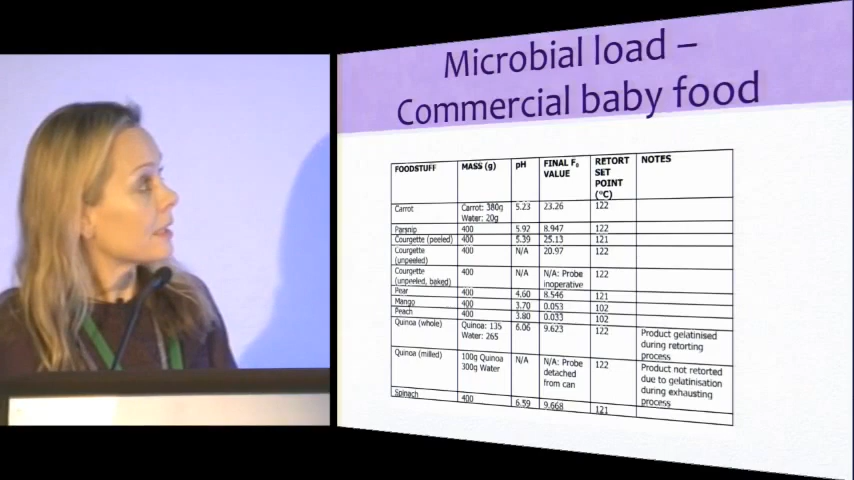 Microbial load –
Commercial baby food
FOODSTUFF MASS (g) pH FINAL F₀ VALUE RETORT SET POINT (°C) NOTES
Carrot Carrot: 380g Water: 20g 5.23 23.26 122
Parsnip 400 5.92 8.947 122
Courgette (peeled) 400 5.39 25.13 121
Courgette (unpeeled) 400 N/A 20.97 122
Courgette (unpeeled, baked) 400 N/A N/A: Probe inoperative 122
Pear 400 4.60 8.546 121
Mango 400 3.70 0.053 102
Peach 400 3.80 0.033 102
Quinoa (whole) Quinoa: 135 Water: 265 6.06 9.623 122 Product gelatinised during retorting process
Quinoa (milled) 100g Quinoa 300g Water N/A N/A: Probe detached from can 122 Product not retorted due to gelatinisation during exhausting process
Spinach 400 6.59 9.668 121